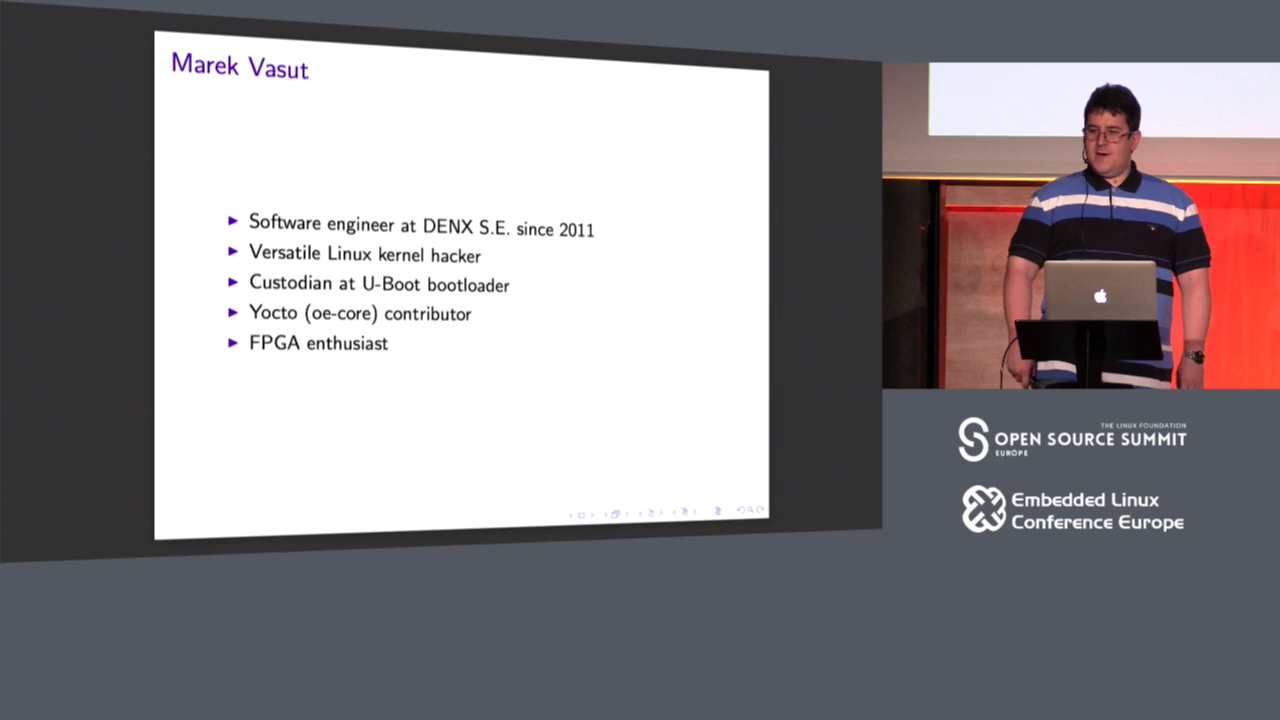 Marek Vasut
Software engineer at DENX S.E. since 2011
Versatile Linux kernel hacker
Custodian at U-Boot bootloader
Yocto (oe-core) contributor
FPGA enthusiast
THE LINUX FOUNDATION
OPEN SOURCE SUMMIT
EUROPE
Embedded Linux
Conference Europe